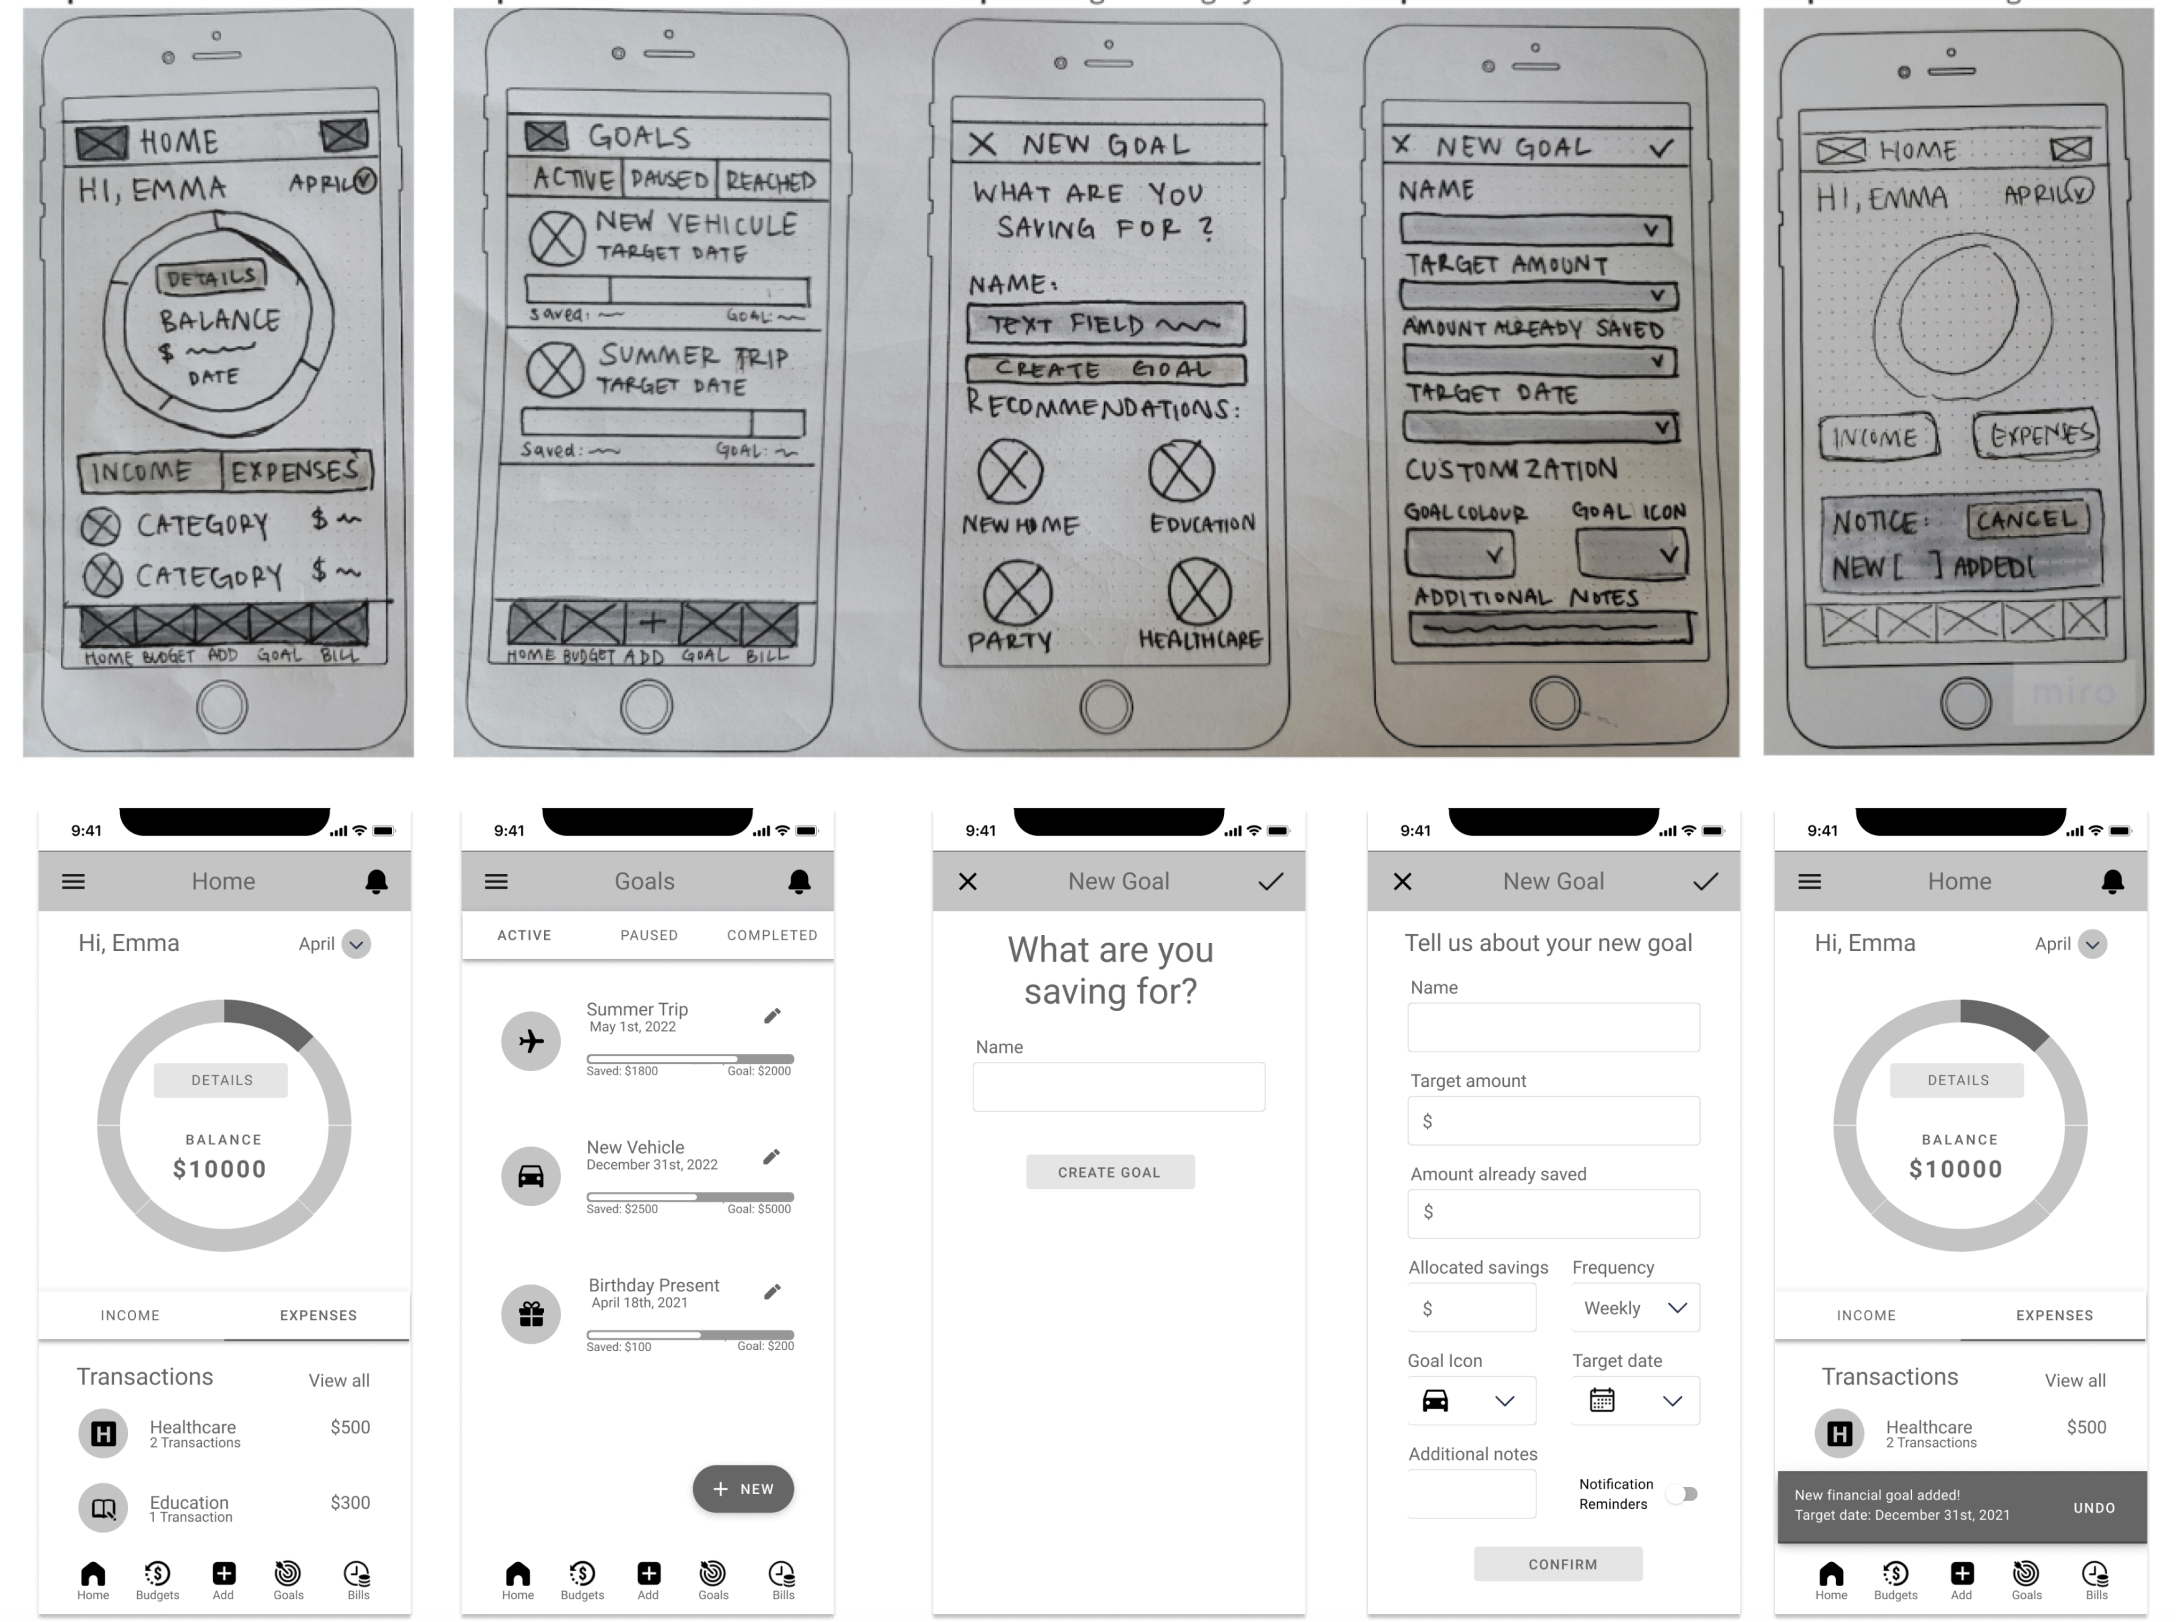 HOME
HI, EMMA APRIL
DETAILS
BALANCE
$
DATE
INCOME EXPENSES
CATEGORY $
CATEGORY $
HOME BUDGET ADD GOAL BILL
GOALS
ACTIVE PAUSED REACHED
NEW VEHICULE
TARGET DATE
Saved: GOAL:
SUMMER TRIP
TARGET DATE
Saved: GOAL:
HOME BUDGET ADD GOAL BILL
X NEW GOAL
WHAT ARE YOU
SAVING FOR?
NAME:
TEXT FIELD
CREATE GOAL
RECOMMENDATIONS:
NEW HOME EDUCATION
PARTY HEALTHCARE
X NEW GOAL
NAME
TARGET AMOUNT
AMOUNT ALREADY SAVED
TARGET DATE
CUSTOMIZATION
GOAL COLOUR GOAL ICON
ADDITIONAL NOTES
HOME
HI, EMMA APRIL
INCOME EXPENSES
NOTICE: CANCEL
NEW [ ] ADDED!
miro
9:41
Home
Hi, Emma April
DETAILS
BALANCE
$10000
INCOME EXPENSES
Transactions View all
Healthcare $500
2 Transactions
Education $300
1 Transaction
Home Budgets Add Goals Bills
9:41
Goals
ACTIVE PAUSED COMPLETED
Summer Trip
May 1st, 2022
Saved: $1800 Goal: $2000
New Vehicle
December 31st, 2022
Saved: $2500 Goal: $5000
Birthday Present
April 18th, 2021
Saved: $100 Goal: $200
+ NEW
Home Budgets Add Goals Bills
9:41
New Goal
What are you
saving for?
Name
CREATE GOAL
9:41
New Goal
Tell us about your new goal
Name
Target amount
$
Amount already saved
$
Allocated savings Frequency
$ Weekly
Goal Icon Target date
Additional notes
Notification
Reminders
CONFIRM
9:41
Home
Hi, Emma April
DETAILS
BALANCE
$10000
INCOME EXPENSES
Transactions View all
Healthcare $500
2 Transactions
New financial goal added!
Target date: December 31st, 2021
UNDO
Home Budgets Add Goals Bills